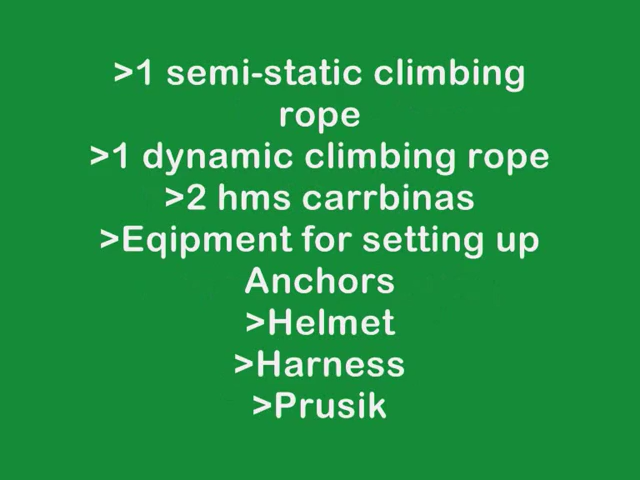 >1 semi-static climbing
rope
>1 dynamic climbing rope
>2 hms carrbinas
>Eqipment for setting up
Anchors
>Helmet
>Harness
>Prusik